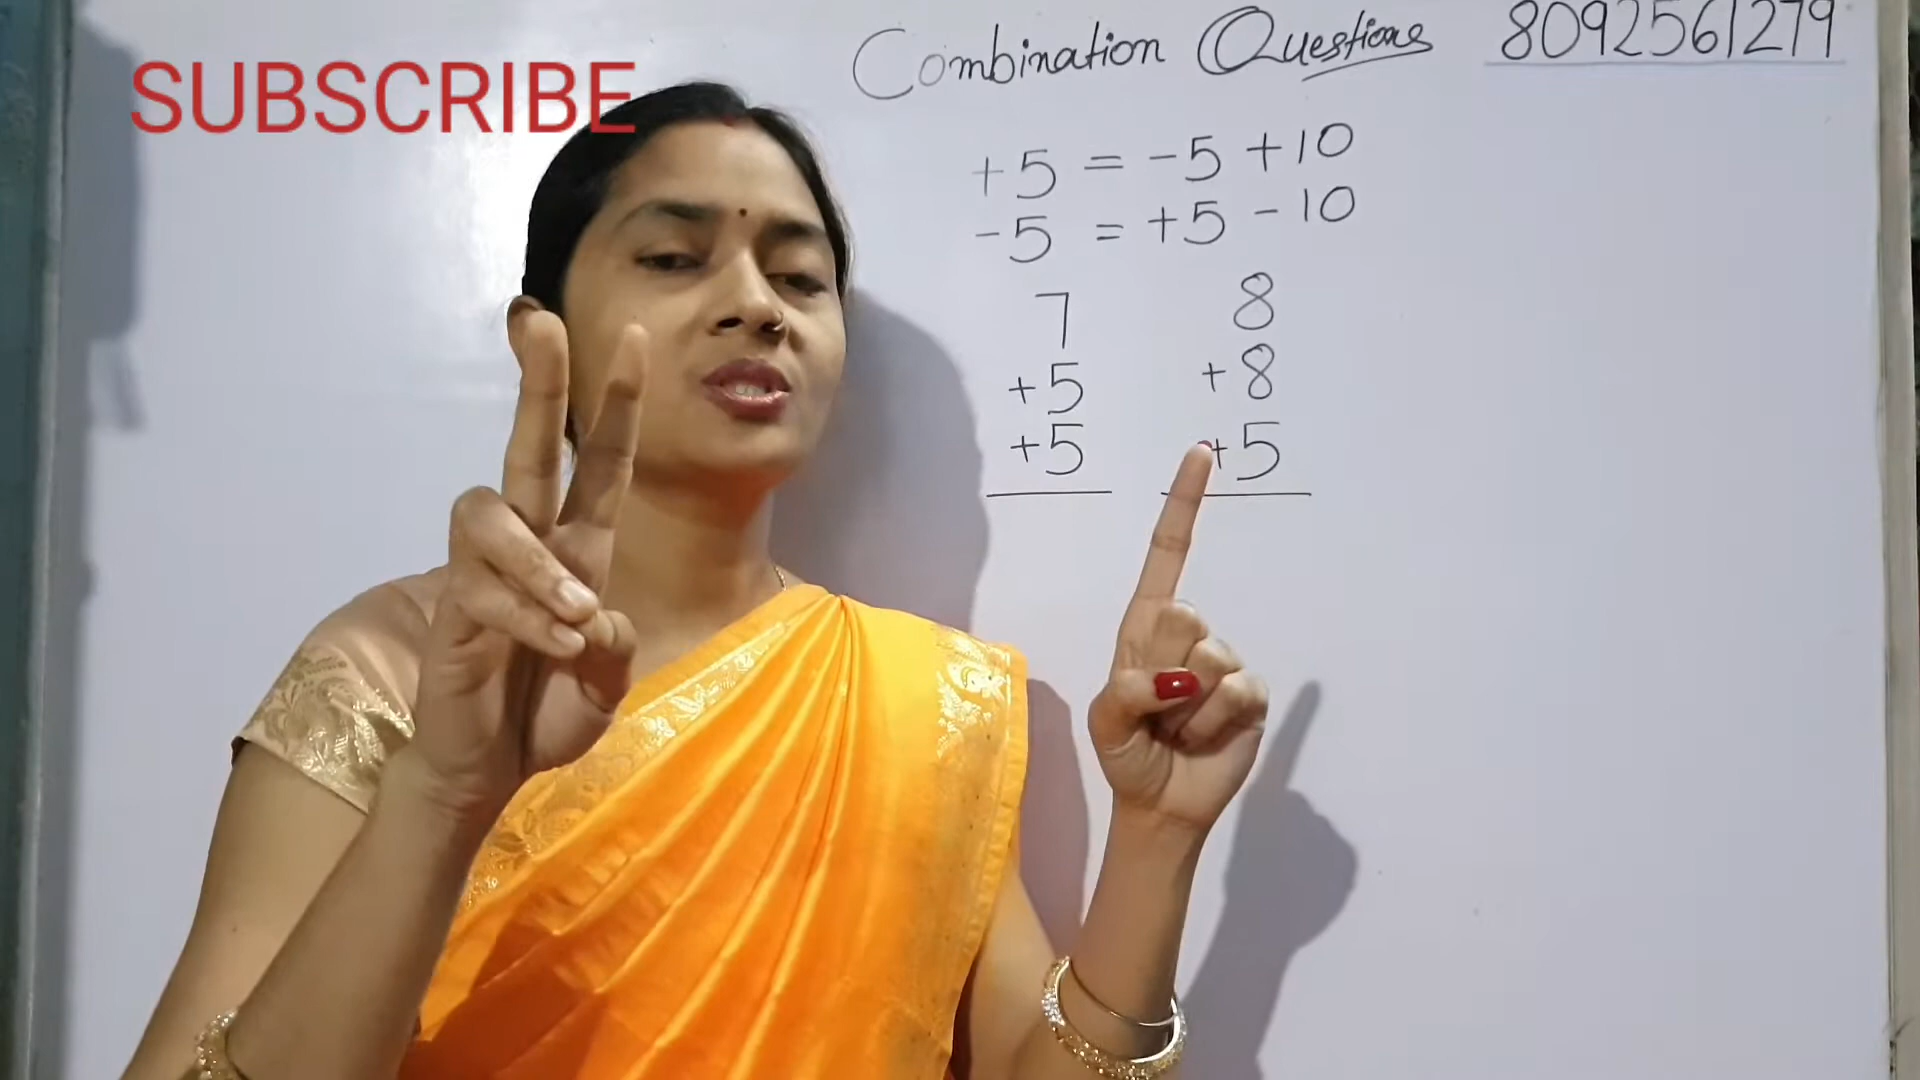 SUBSCRIBE
Combination Questions 8092561279
+5 = -5 +10
-5 = +5 -10
7
+5
+5
8
+8
+5